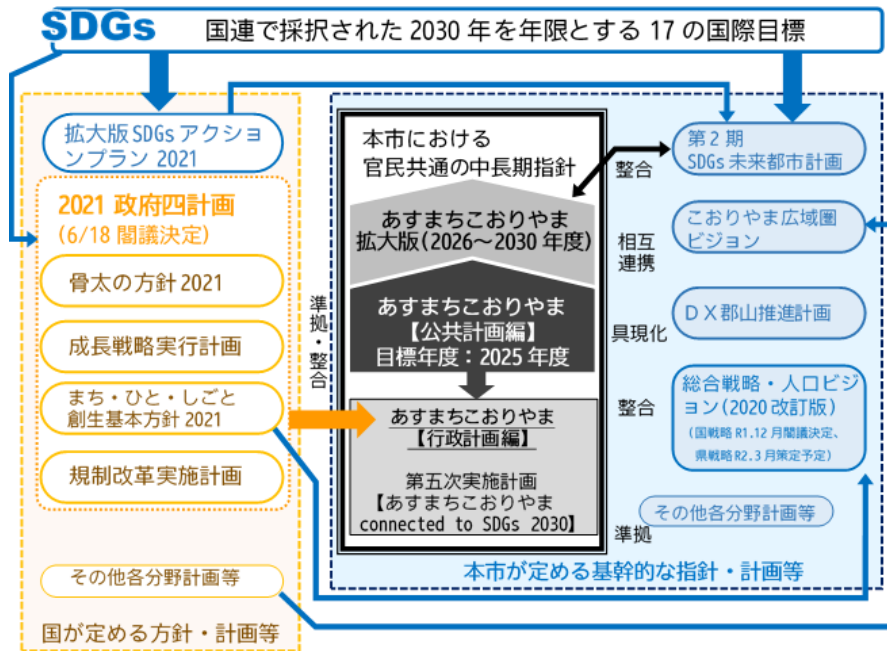 SDGs 国連で採択された 2030 年を年限とする 17 の国際目標
拡大版 SDGs アクショ
ンプラン 2021
2021 政府四計画
(6/18 閣議決定)
骨太の方針 2021
成長戦略実行計画
まち・ひと・しごと
創生基本方針 2021
規制改革実施計画
その他各分野計画等
国が定める方針・計画等
準拠・整合
本市における
官民共通の中長期指針
あすまちこおりやま
拡大版(2026～2030 年度)
あすまちこおりやま
【公共計画編】
目標年度：2025 年度
あすまちこおりやま
【行政計画編】
第五次実施計画
【あすまちこおりやま
connected to SDGs 2030】
整合
相互
連携
具現化
整合
準拠
第２期
SDGs 未来都市計画
こおりやま広域圏
ビジョン
ＤＸ郡山推進計画
総合戦略・人口ビジ
ョン(2020 改訂版)
(国戦略 R1.12 月閣議決定、
県戦略 R2.3 月策定予定)
その他各分野計画等
本市が定める基幹的な指針・計画等